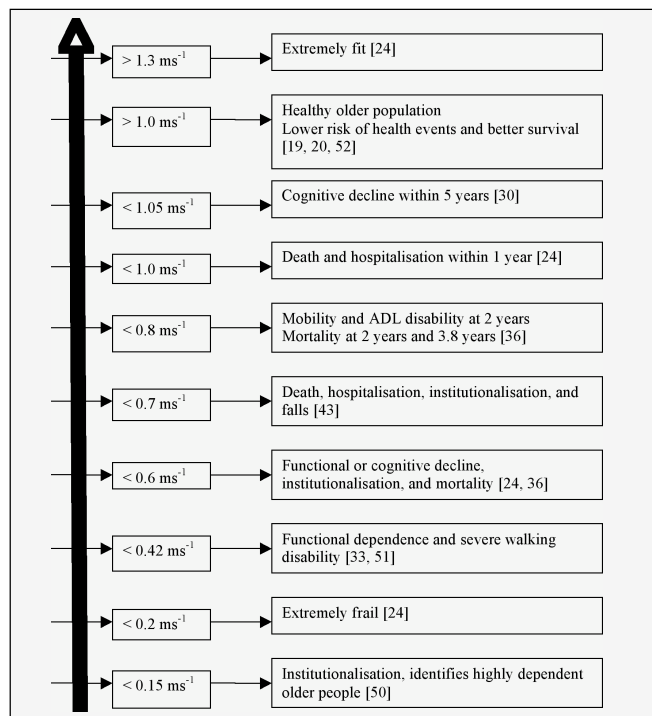 > 1.3 ms⁻¹
Extremely fit [24]
> 1.0 ms⁻¹
Healthy older population
Lower risk of health events and better survival
[19, 20, 52]
< 1.05 ms⁻¹
Cognitive decline within 5 years [30]
< 1.0 ms⁻¹
Death and hospitalisation within 1 year [24]
< 0.8 ms⁻¹
Mobility and ADL disability at 2 years
Mortality at 2 years and 3.8 years [36]
< 0.7 ms⁻¹
Death, hospitalisation, institutionalisation, and
falls [43]
< 0.6 ms⁻¹
Functional or cognitive decline,
institutionalisation, and mortality [24, 36]
< 0.42 ms⁻¹
Functional dependence and severe walking
disability [33, 51]
< 0.2 ms⁻¹
Extremely frail [24]
< 0.15 ms⁻¹
Institutionalisation, identifies highly dependent
older people [50]